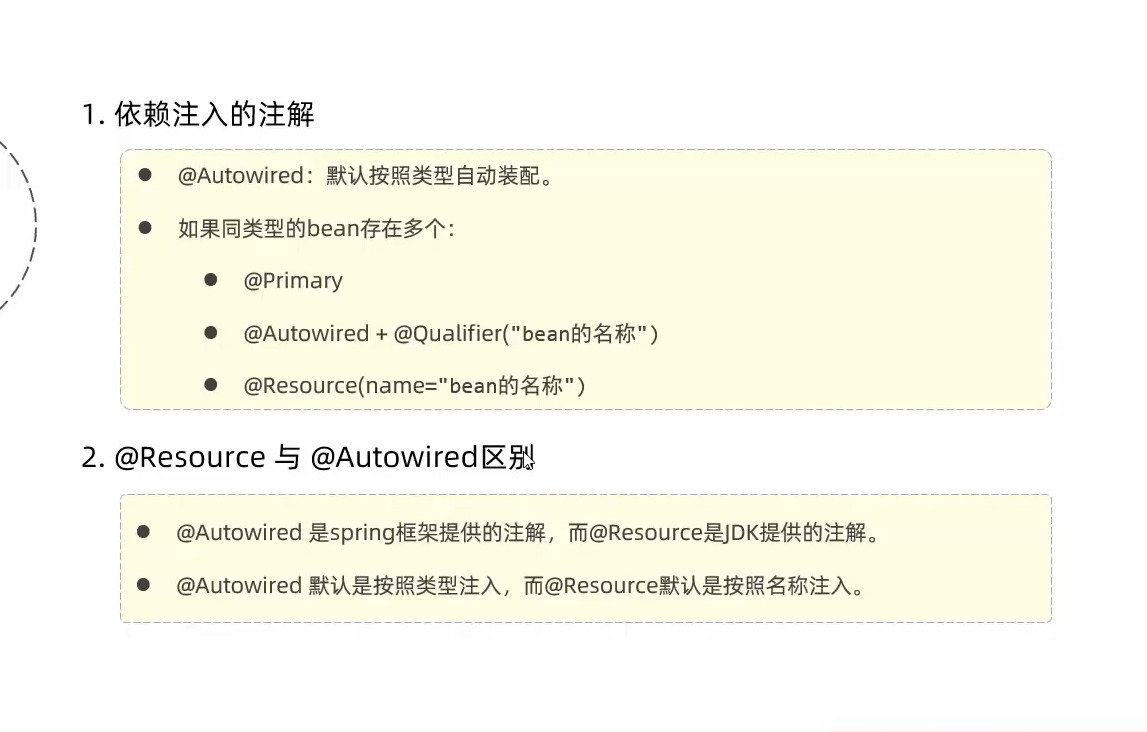 1. 依赖注入的注解
@Autowired：默认按照类型自动装配。
如果同类型的bean存在多个：
@Primary
@Autowired + @Qualifier("bean的名称")
@Resource(name="bean的名称")
2. @Resource 与 @Autowired区别
@Autowired 是spring框架提供的注解，而@Resource是JDK提供的注解。
@Autowired 默认是按照类型注入，而@Resource默认是按照名称注入。